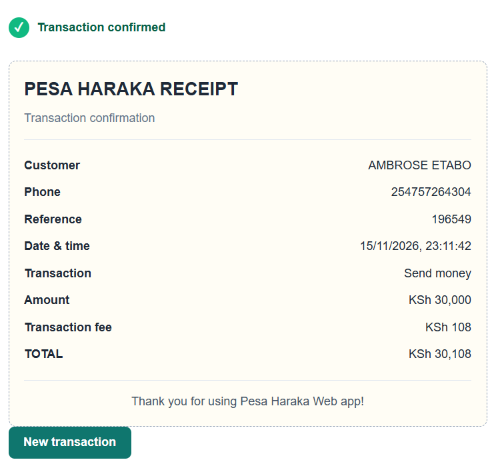 Transaction confirmed
PESA HARAKA RECEIPT
Transaction confirmation
Customer AMBROSE ETABO
Phone 254757264304
Reference 196549
Date & time 15/11/2026, 23:11:42
Transaction Send money
Amount KSh 30,000
Transaction fee KSh 108
TOTAL KSh 30,108
Thank you for using Pesa Haraka Web app!
New transaction